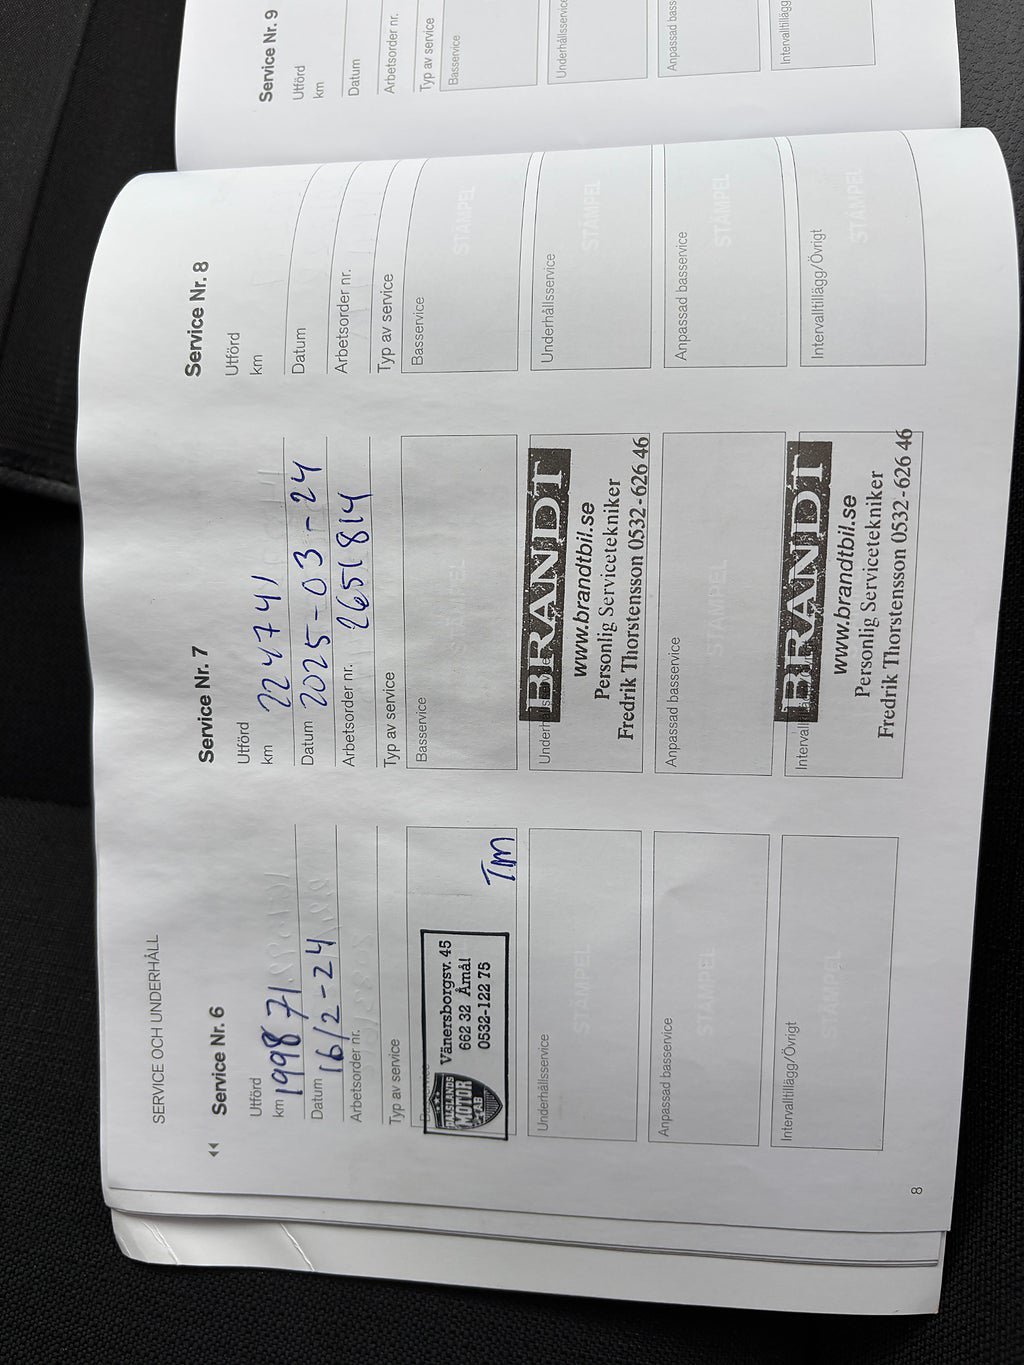 SERVICE OCH UNDERHÅLL
Service Nr. 6
Utförd
km 199871
Datum 16/2-24
Arbetsorder nr.
Typ av service
MOTOR
Vänersborgsv. 45
662 32 Åmål
0532-122 75
TM
Underhållsservice
STÄMPEL
Anpassad basservice
STÄMPEL
Intervalltillägg/Övrigt
STÄMPEL
8
Service Nr. 7
Utförd
km 224741
Datum 2025-03-24
Arbetsorder nr. 2651814
Typ av service
Basservice
STÄMPEL
BRANDT
www.brandtbil.se
Personlig Servicetekniker
Fredrik Thorstensson 0532-626 46
Anpassad basservice
STÄMPEL
BRANDT
www.brandtbil.se
Personlig Servicetekniker
Fredrik Thorstensson 0532-626 46
Service Nr. 8
Utförd
km
Datum
Arbetsorder nr.
Typ av service
Basservice
STÄMPEL
Underhållsservice
STÄMPEL
Anpassad basservice
STÄMPEL
Intervalltillägg/Övrigt
STÄMPEL
Service Nr. 9
Utförd
km
Datum
Arbetsorder nr.
Typ av service
Basservice
Underhållsservice
Anpassad bass
Intervalltillägg